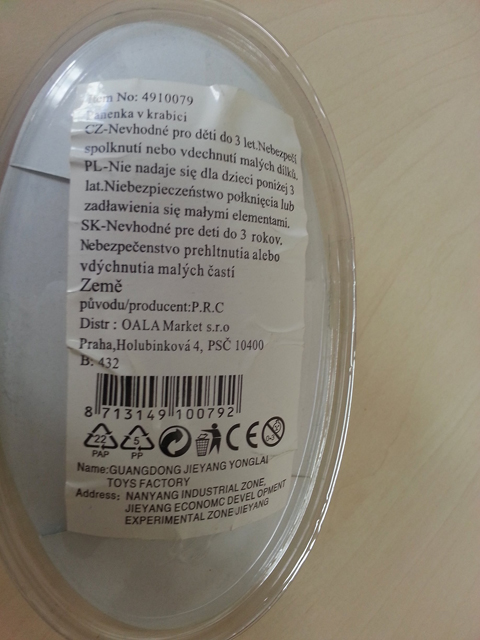 Item No: 4910079
Panenka v krabici
CZ-Nevhodné pro děti do 3 let.Nebezpečí
spolknutí nebo vdechnutí malých dílků.
PL-Nie nadaje się dla dzieci poniżej 3
lat.Niebezpieczeństwo połknięcia lub
zadławienia się małymi elementami.
SK-Nevhodné pre deti do 3 rokov.
Nebezpečenstvo prehltnutia alebo
vdýchnutia malých častí
Země
původu/producent:P.R.C
Distr : OALA Market s.r.o
Praha,Holubinková 4, PSČ 10400
B: 432
8 713149 100792
22 PAP
5 PP
CE
0-3
Name:GUANGDONG JIEYANG YONGLAI
TOYS FACTORY
Address: NANYANG INDUSTRIAL ZONE,
JIEYANG ECONOMC DEVELOPMENT
EXPERIMENTAL ZONE JIEYANG